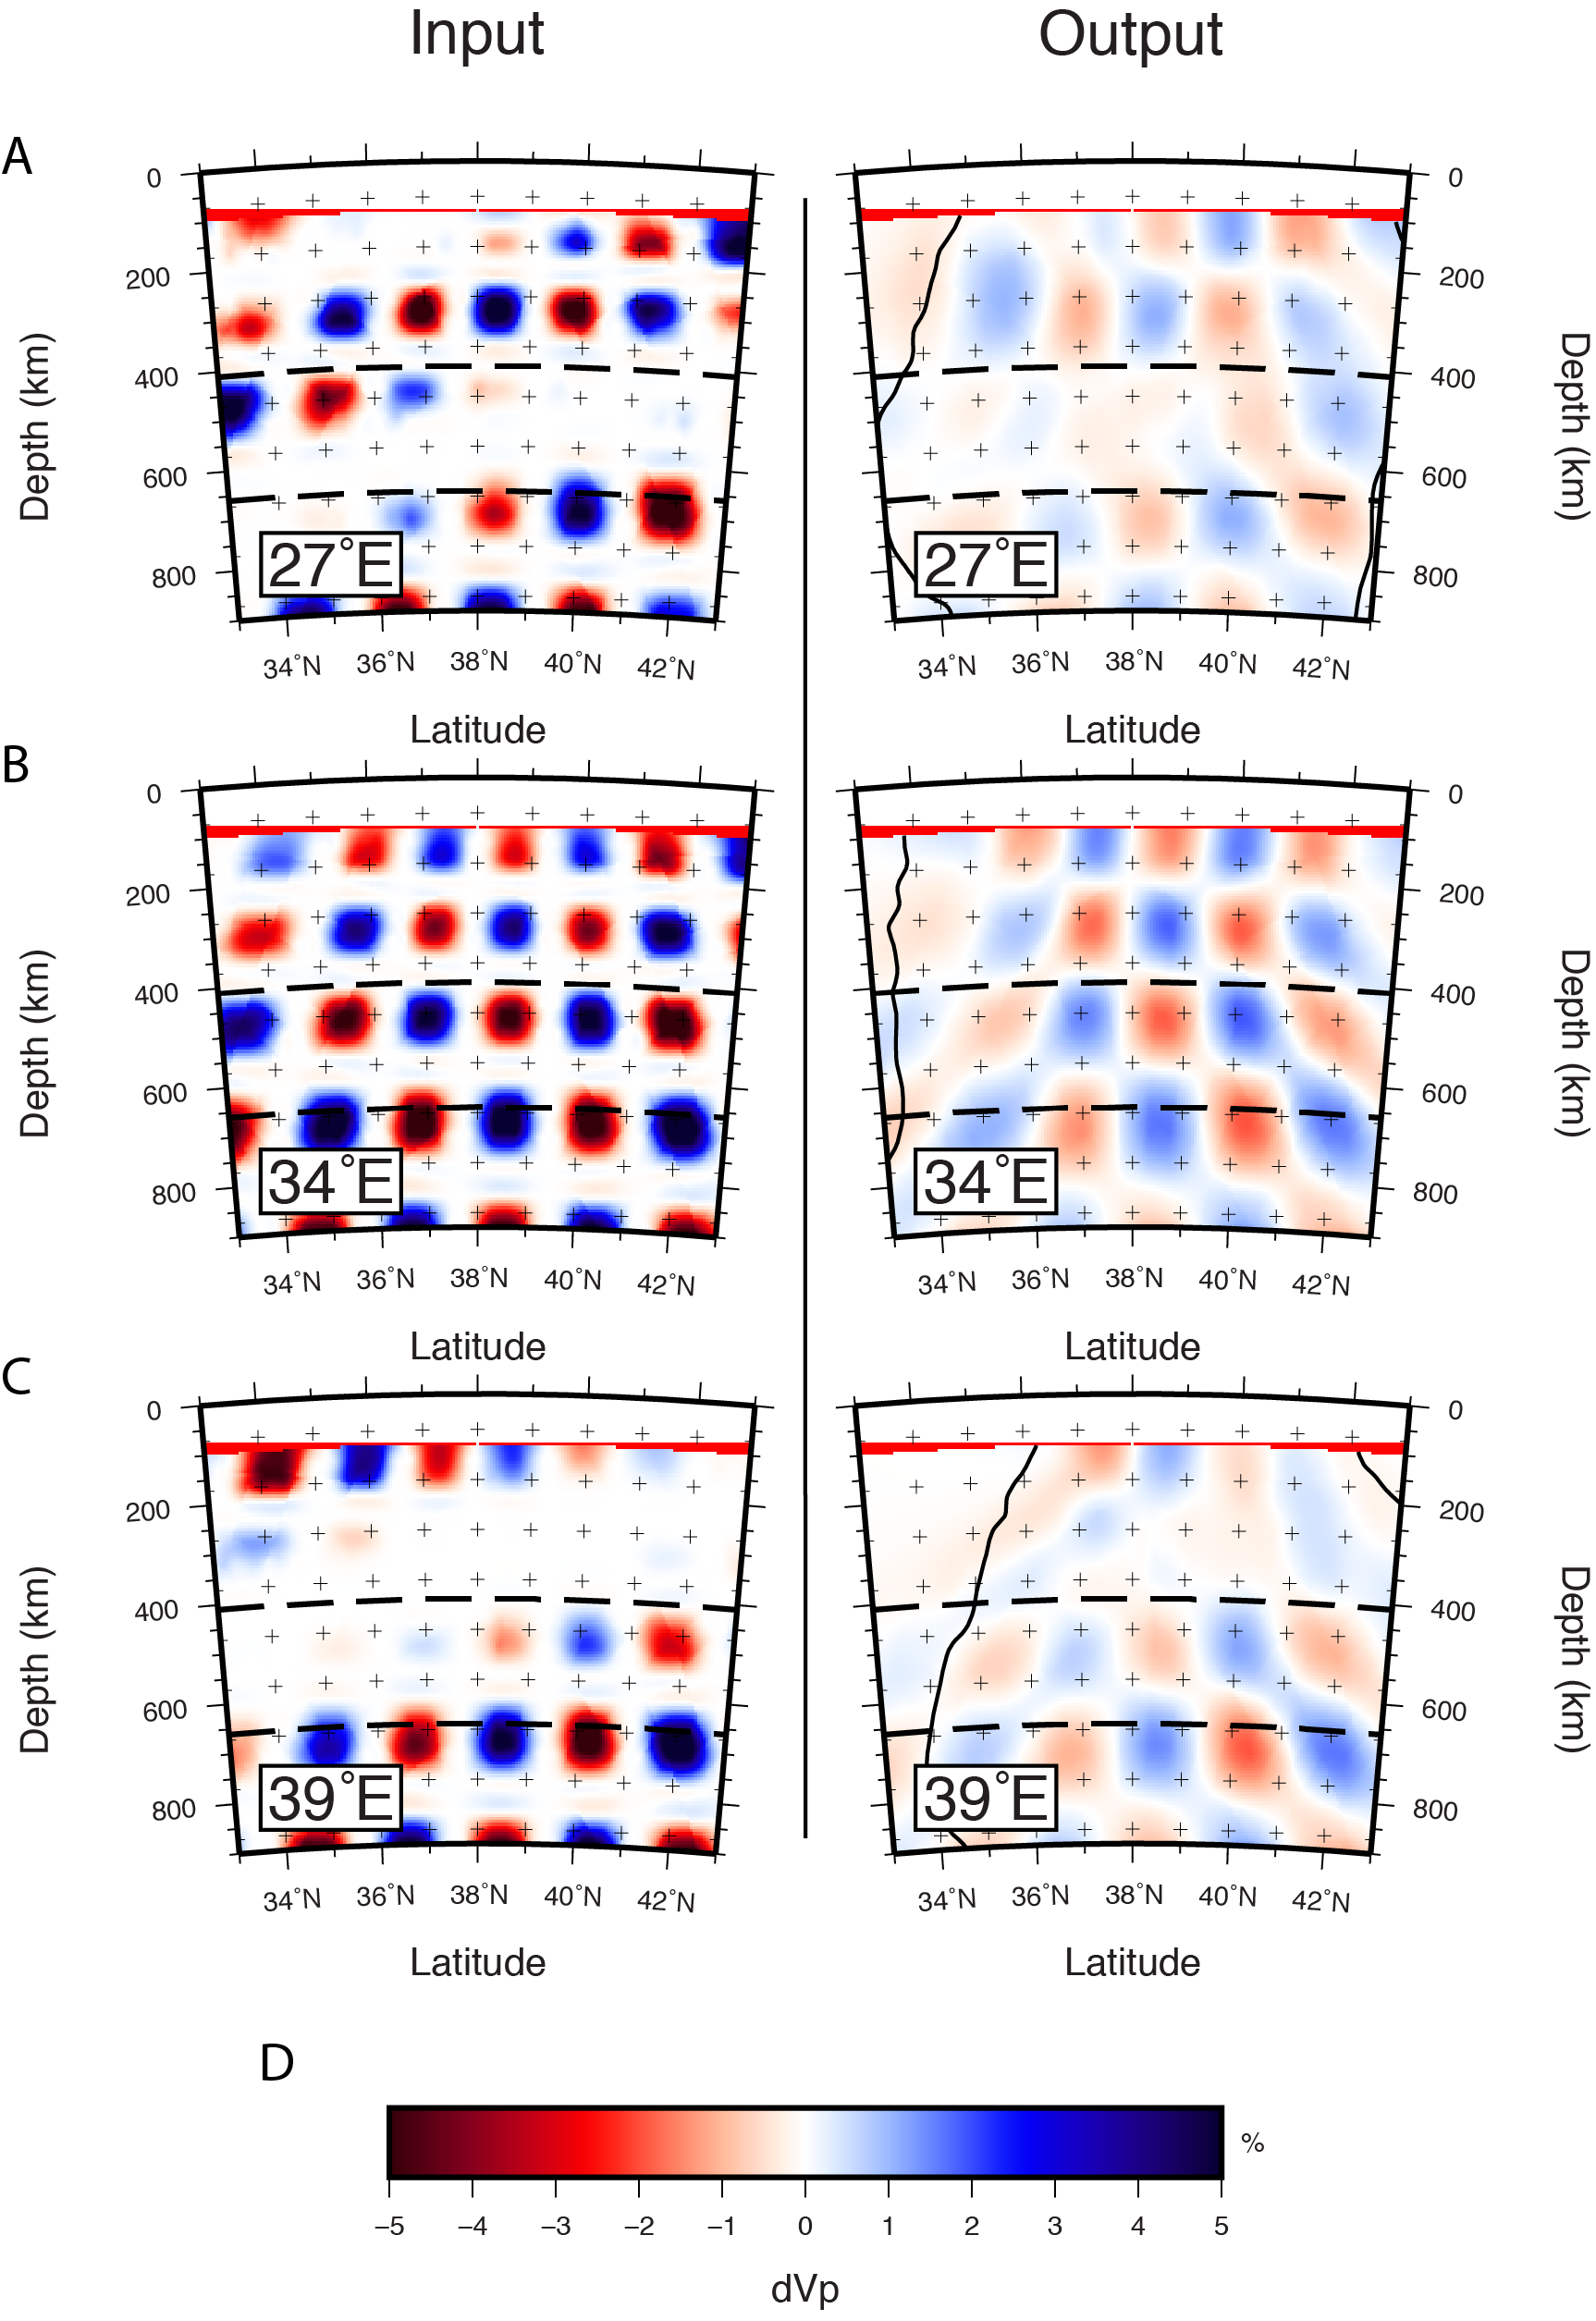 Input Output
A
0 0
200 200
400 400
600 600
800 800
Depth (km) Depth (km)
27°E 27°E
34°N 36°N 38°N 40°N 42°N 34°N 36°N 38°N 40°N 42°N
Latitude Latitude
B
0 0
200 200
400 400
600 600
800 800
Depth (km) Depth (km)
34°E 34°E
34°N 36°N 38°N 40°N 42°N 34°N 36°N 38°N 40°N 42°N
Latitude Latitude
C
0 0
200 200
400 400
600 600
800 800
Depth (km) Depth (km)
39°E 39°E
34°N 36°N 38°N 40°N 42°N 34°N 36°N 38°N 40°N 42°N
Latitude Latitude
D
%
−5 −4 −3 −2 −1 0 1 2 3 4 5
dVp